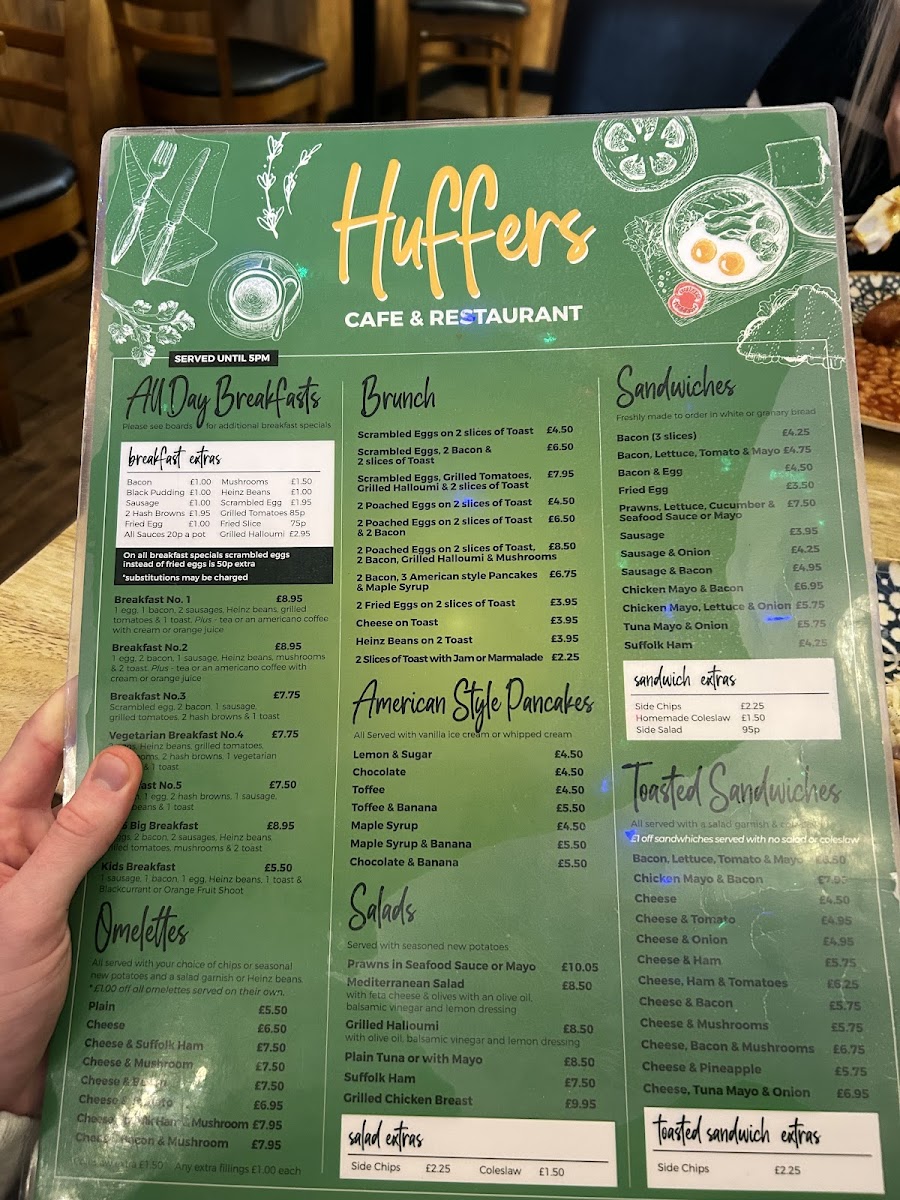 Huffers
CAFE & RESTAURANT
SERVED UNTIL 5PM
All Day Breakfasts
Please see boards for additional breakfast specials
breakfast extras
Bacon £1.00 Mushrooms £1.50
Black Pudding £1.00 Heinz Beans £1.00
Sausage £1.00 Scrambled Egg £1.95
2 Hash Browns £1.95 Grilled Tomatoes 85p
Fried Egg £1.00 Fried Slice 75p
All Sauces 20p a pot Grilled Halloumi £2.95
On all breakfast specials scrambled eggs
instead of fried eggs is 50p extra
*substitutions may be charged
Breakfast No. 1 £8.95
1 egg, 1 bacon, 2 sausages, Heinz beans, grilled
tomatoes & 1 toast. Plus - tea or an americano coffee
with cream or orange juice
Breakfast No.2 £8.95
1 egg, 2 bacon, 1 sausage, Heinz beans, mushrooms
& 2 toast. Plus - tea or an americano coffee with
cream or orange juice
Breakfast No.3 £7.75
Scrambled egg, 2 bacon, 1 sausage,
grilled tomatoes, 2 hash browns & 1 toast
Vegetarian Breakfast No.4 £7.75
Heinz beans, grilled tomatoes,
2 hash browns, 1 vegetarian
& 1 toast
No.5 £7.50
1 egg, 2 hash browns, 1 sausage,
beans & 1 toast
Big Breakfast £8.95
2 bacon, 2 sausages, Heinz beans,
tomatoes, mushrooms & 2 toast
Kids Breakfast £5.50
1 sausage, 1 bacon, 1 egg, Heinz beans, 1 toast &
Blackcurrant or Orange Fruit Shoot
Omelettes
All served with your choice of chips or seasonal
new potatoes and a salad garnish or Heinz beans
*£1.00 off all omelettes served on their own.
Plain £5.50
Cheese £6.50
Cheese & Suffolk Ham £7.50
Cheese & Mushroom £7.50
Cheese & £7.50
Cheese & £6.95
Ham & Mushroom £7.95
Bacon & Mushroom £7.95
extra £1.50 Any extra fillings £1.00 each
Brunch
Scrambled Eggs on 2 slices of Toast £4.50
Scrambled Eggs, 2 Bacon & £6.50
2 slices of Toast
Scrambled Eggs, Grilled Tomatoes, £7.95
Grilled Halloumi & 2 slices of Toast
2 Poached Eggs on 2 slices of Toast £4.50
2 Poached Eggs on 2 slices of Toast £6.50
& 2 Bacon
2 Poached Eggs on 2 slices of Toast, £8.50
2 Bacon, Grilled Halloumi & Mushrooms
2 Bacon, 3 American style Pancakes £6.75
& Maple Syrup
2 Fried Eggs on 2 slices of Toast £3.95
Cheese on Toast £3.95
Heinz Beans on 2 Toast £3.95
2 Slices of Toast with Jam or Marmalade £2.25
American Style Pancakes
All Served with vanilla ice cream or whipped cream
Lemon & Sugar £4.50
Chocolate £4.50
Toffee £4.50
Toffee & Banana £5.50
Maple Syrup £4.50
Maple Syrup & Banana £5.50
Chocolate & Banana £5.50
Salads
Served with seasoned new potatoes
Prawns in Seafood Sauce or Mayo £10.05
Mediterranean Salad £8.50
with feta cheese & olives with an olive oil,
balsamic vinegar and lemon dressing
Grilled Halloumi £8.50
with olive oil, balsamic vinegar and lemon dressing
Plain Tuna or with Mayo £8.50
Suffolk Ham £7.50
Grilled Chicken Breast £9.95
salad extras
Side Chips £2.25 Coleslaw £1.50
Sandwiches
Freshly made to order in white or granary bread
Bacon (3 slices) £4.25
Bacon, Lettuce, Tomato & Mayo £4.75
Bacon & Egg £4.50
Fried Egg £3.50
Prawns, Lettuce, Cucumber & £7.50
Seafood Sauce or Mayo
Sausage £3.95
Sausage & Onion £4.25
Sausage & Bacon £4.95
Chicken Mayo & Bacon £6.95
Chicken Mayo, Lettuce & Onion £5.75
Tuna Mayo & Onion £5.75
Suffolk Ham £4.25
sandwich extras
Side Chips £2.25
Homemade Coleslaw £1.50
Side Salad 95p
Toasted Sandwiches
All served with a salad garnish &
£1 off sandwhiches served with no salad or coleslaw
Bacon, Lettuce, Tomato & Mayo
Chicken Mayo & Bacon £7.95
Cheese £4.50
Cheese & Tomato £4.95
Cheese & Onion £4.95
Cheese & Ham £5.75
Cheese, Ham & Tomatoes £6.25
Cheese & Bacon £5.75
Cheese & Mushrooms £5.75
Cheese, Bacon & Mushrooms £6.75
Cheese & Pineapple £5.75
Cheese, Tuna Mayo & Onion £6.95
toasted sandwich extras
Side Chips £2.25